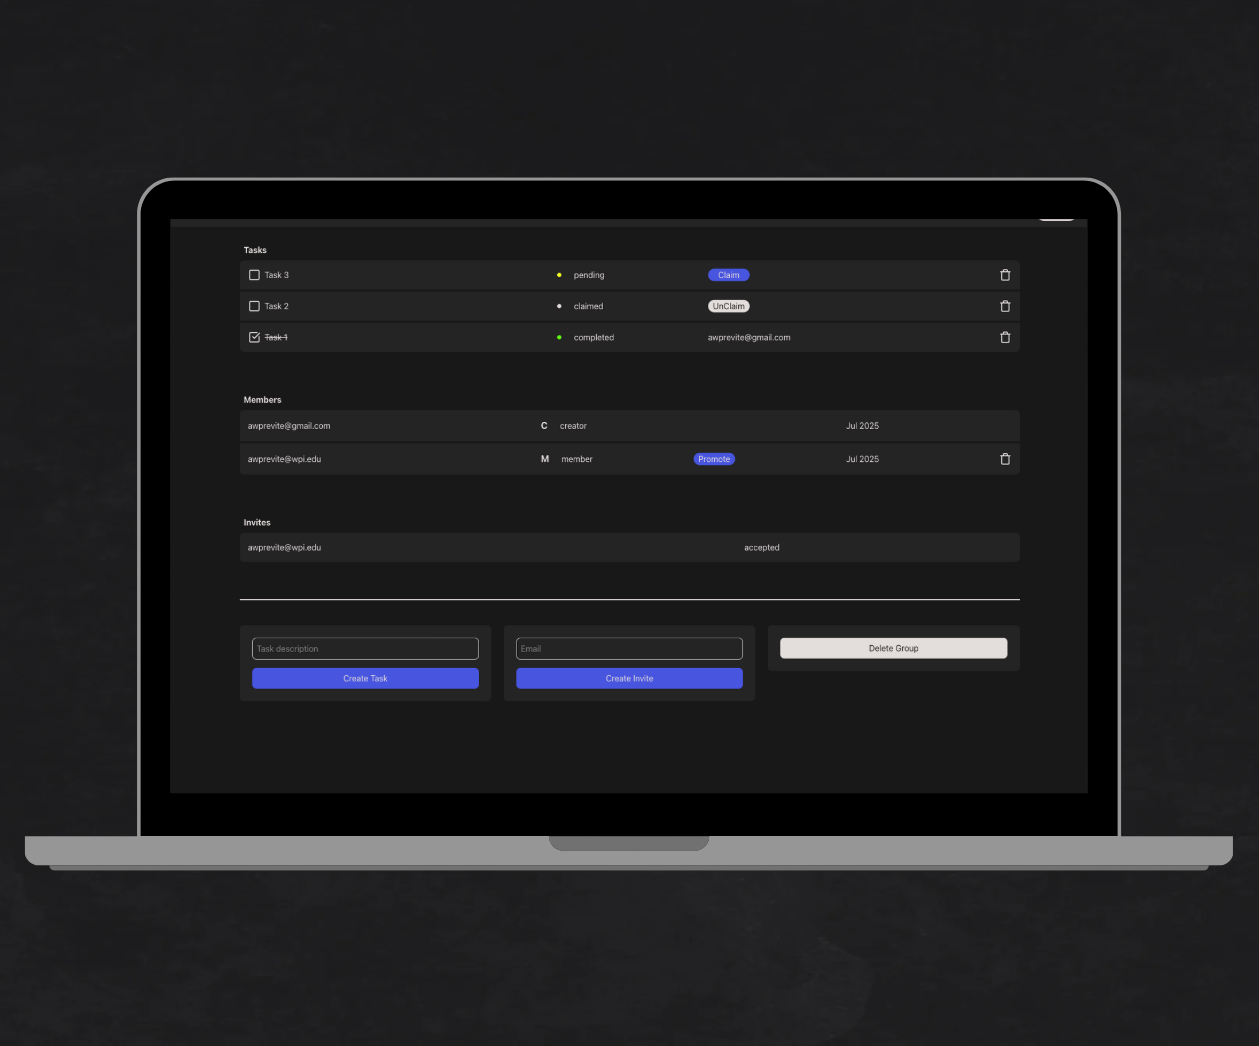 Tasks
Task 3 pending Claim
Task 2 claimed UnClaim
Task 1 completed awprevite@gmail.com
Members
awprevite@gmail.com C creator Jul 2025
awprevite@wpi.edu M member Promote Jul 2025
Invites
awprevite@wpi.edu accepted
Task description Email Delete Group
Create Task Create Invite